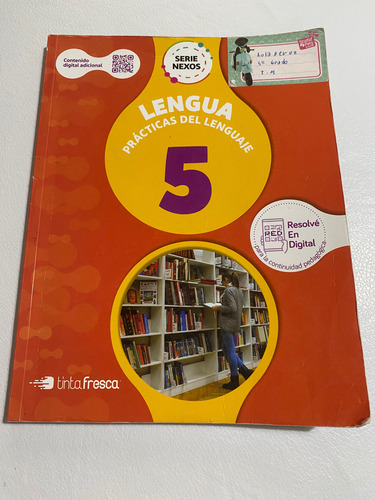 Contenido
digital adicional
SERIE
NEXOS
LENGUA
PRÁCTICAS DEL LENGUAJE
5
RED
Resolvé
En
Digital
para la continuidad pedagógica
tinta fresca